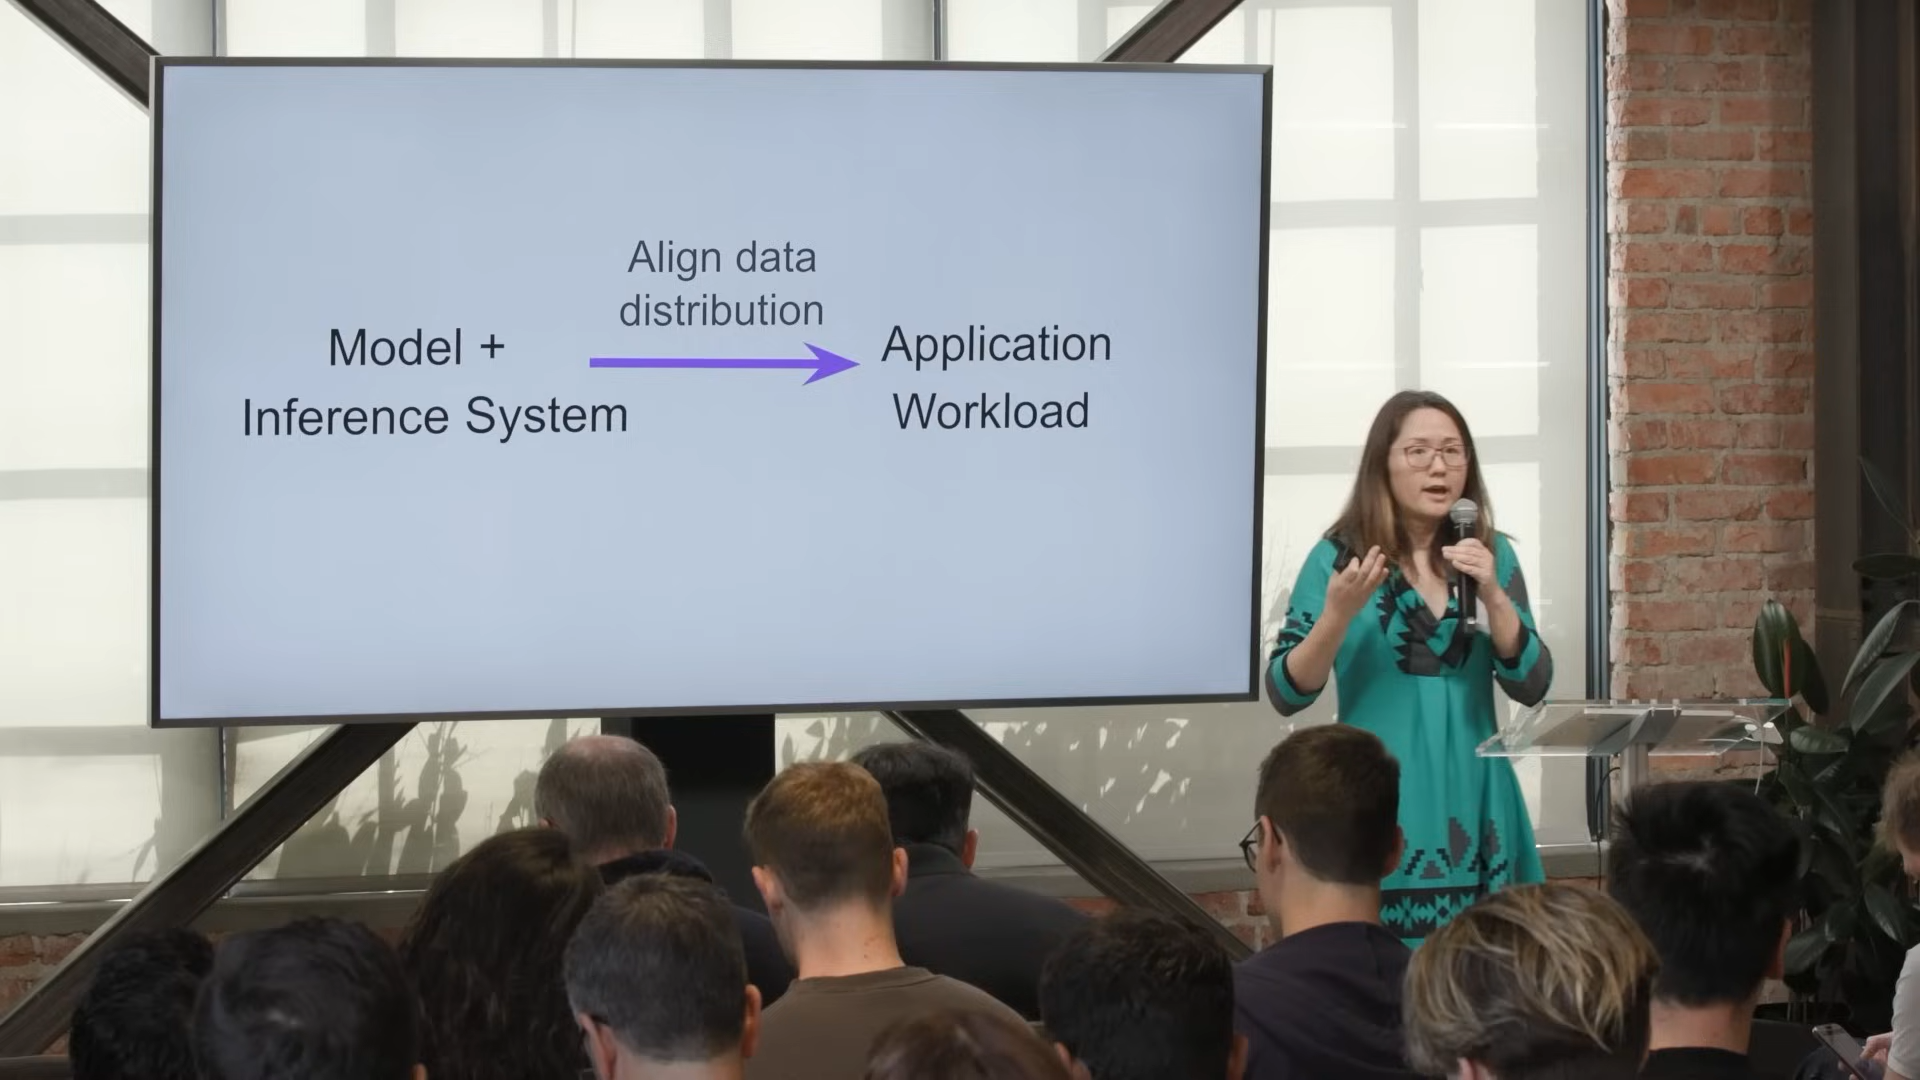 Align data
distribution
Model +
Inference System
Application
Workload